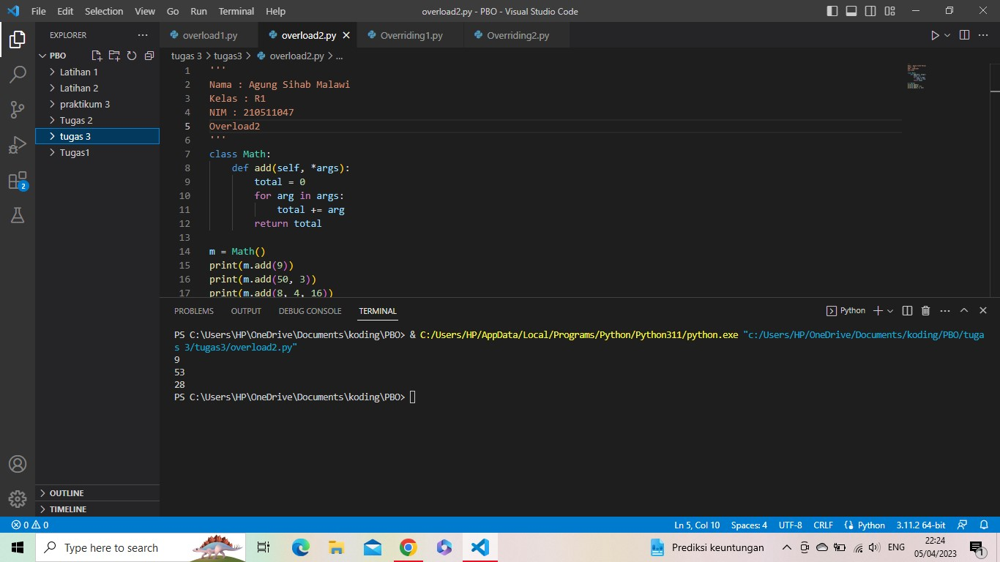 File Edit Selection View Go Run Terminal Help overload2.py - PBO - Visual Studio Code
EXPLORER ... overload1.py overload2.py Overriding1.py Overriding2.py
PBO
Latihan 1
Latihan 2
praktikum 3
Tugas 2
tugas 3
Tugas1
OUTLINE
TIMELINE
2
tugas 3 > tugas3 > overload2.py > ...
1 '''
2 Nama : Agung Sihab Malawi
3 Kelas : R1
4 NIM : 210511047
5 Overload2
6 '''
7 class Math:
8     def add(self, *args):
9         total = 0
10         for arg in args:
11             total += arg
12         return total
13
14 m = Math()
15 print(m.add(9))
16 print(m.add(50, 3))
17 print(m.add(8, 4, 16))
PROBLEMS OUTPUT DEBUG CONSOLE TERMINAL Python
PS C:\Users\HP\OneDrive\Documents\koding\PBO> & C:/Users/HP/AppData/Local/Programs/Python/Python311/python.exe "c:/Users/HP/OneDrive/Documents/koding/PBO/tuga
s 3/tugas3/overload2.py"
9
53
28
PS C:\Users\HP\OneDrive\Documents\koding\PBO>
0 0 Ln 5, Col 10 Spaces: 4 UTF-8 CRLF Python 3.11.2 64-bit
Type here to search Prediksi keuntungan ENG 22:24
05/04/2023 1